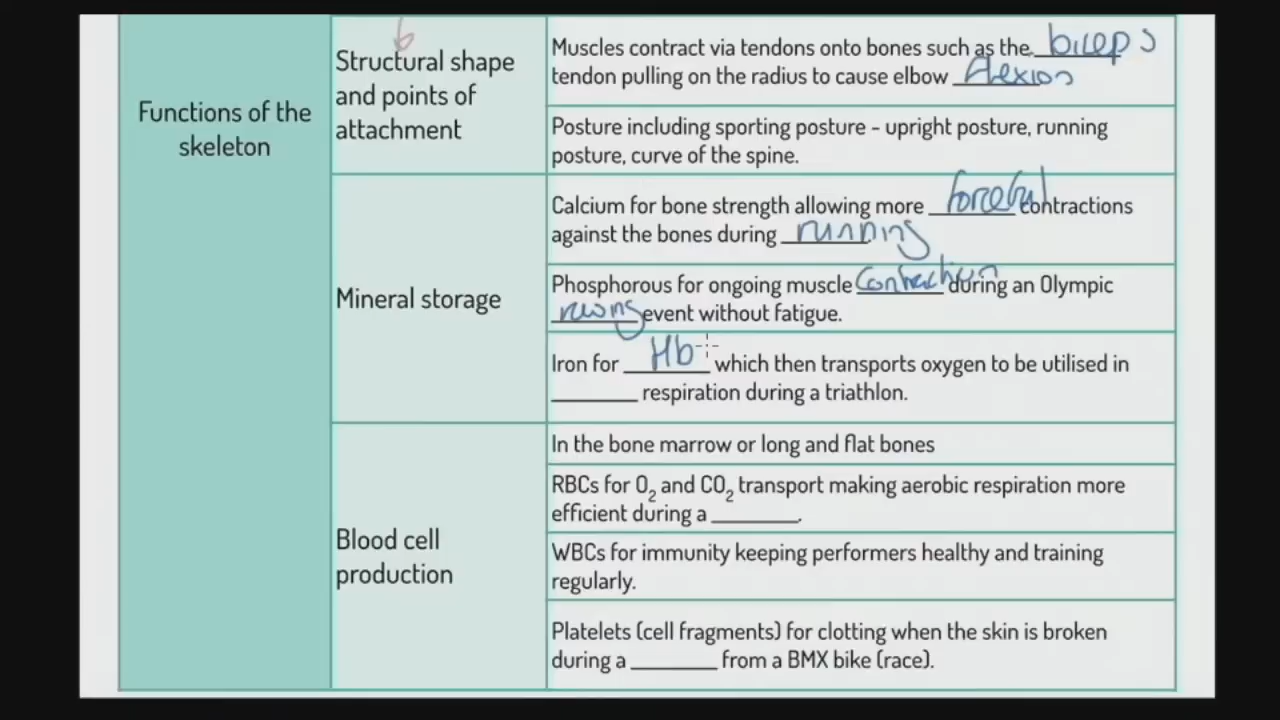 Functions of the
skeleton
6
Structural shape
and points of
attachment
Muscles contract via tendons onto bones such as the biceps
tendon pulling on the radius to cause elbow flexion
Posture including sporting posture - upright posture, running
posture, curve of the spine.
Mineral storage
Calcium for bone strength allowing more forceful contractions
against the bones during running.
Phosphorous for ongoing muscle contraction during an Olympic
rowing event without fatigue.
Iron for Hb which then transports oxygen to be utilised in
________ respiration during a triathlon.
Blood cell
production
In the bone marrow or long and flat bones
RBCs for O₂ and CO₂ transport making aerobic respiration more
efficient during a ________.
WBCs for immunity keeping performers healthy and training
regularly.
Platelets (cell fragments) for clotting when the skin is broken
during a ________ from a BMX bike (race).